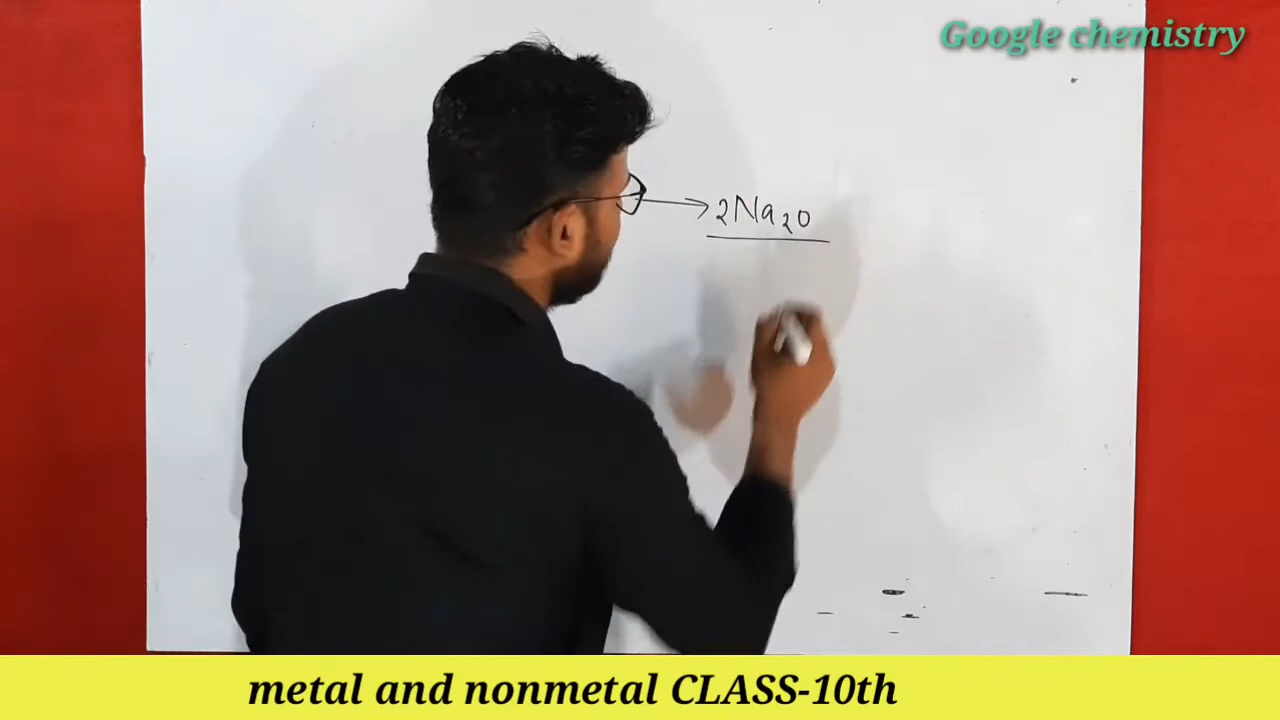 Google chemistry
→ 2Na₂O
metal and nonmetal CLASS-10th